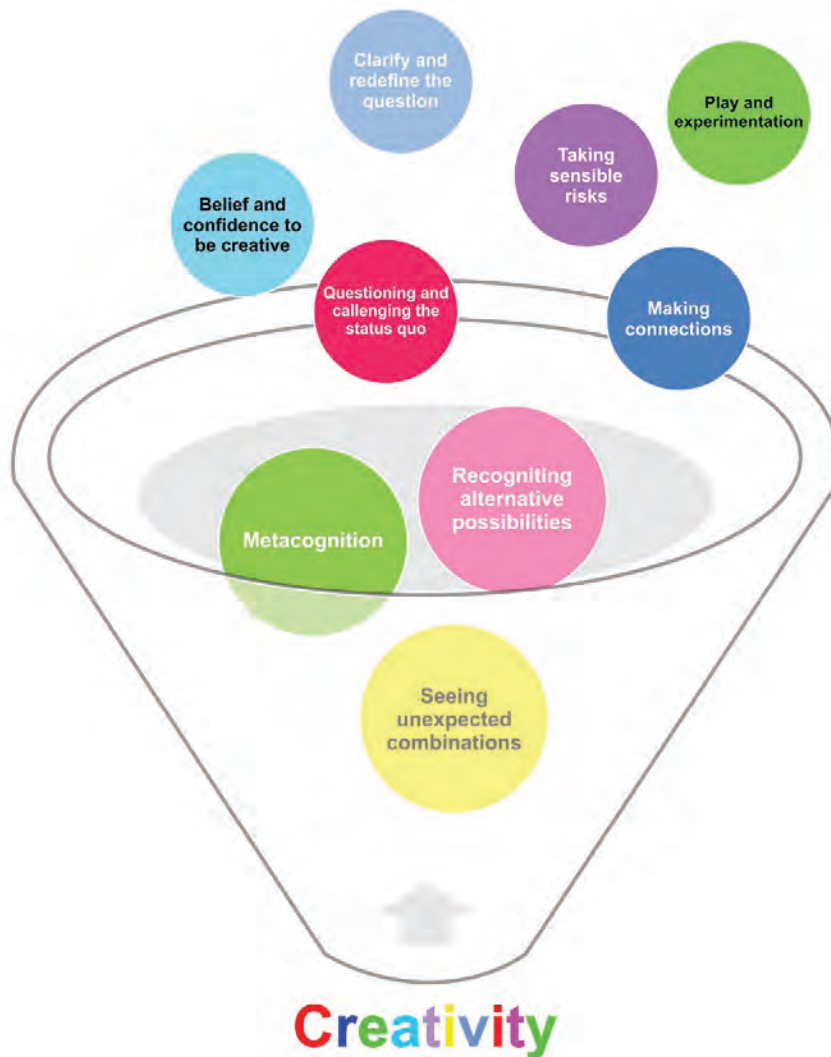 Clarify and
redefine the
question
Play and
experimentation
Taking
sensible
risks
Belief and
confidence to
be creative
Questioning and
callenging the
status quo
Making
connections
Recogniting
alternative
possibilities
Metacognition
Seeing
unexpected
combinations
Creativity